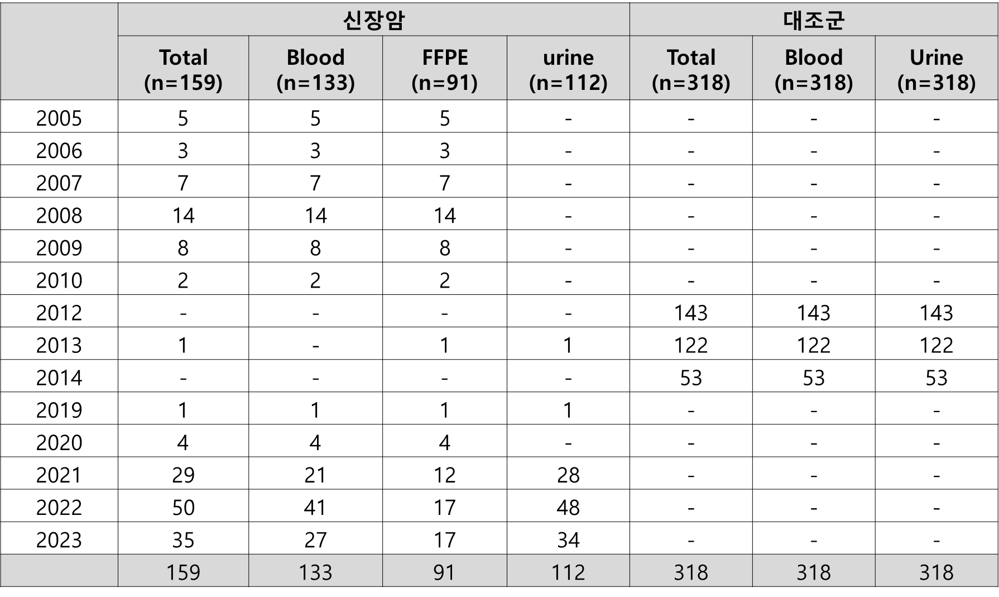 신장암 대조군
Total Blood FFPE urine Total Blood Urine
(n=159) (n=133) (n=91) (n=112) (n=318) (n=318) (n=318)
2005 5 5 5 - - - -
2006 3 3 3 - - - -
2007 7 7 7 - - - -
2008 14 14 14 - - - -
2009 8 8 8 - - - -
2010 2 2 2 - - - -
2012 - - - - 143 143 143
2013 1 - 1 1 122 122 122
2014 - - - - 53 53 53
2019 1 1 1 1 - - -
2020 4 4 4 - - - -
2021 29 21 12 28 - - -
2022 50 41 17 48 - - -
2023 35 27 17 34 - - -
159 133 91 112 318 318 318